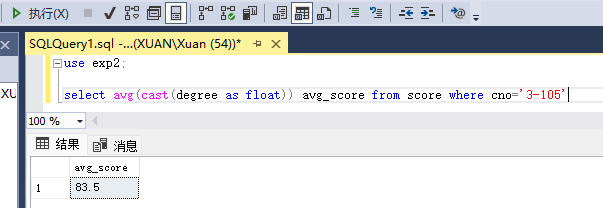 执行(X)
SQLQuery1.sql -...(XUAN\Xuan (54))*
XU
use exp2;
select avg(cast(degree as float)) avg_score from score where cno='3-105'
100 %
结果 消息
avg_score
1 83.5